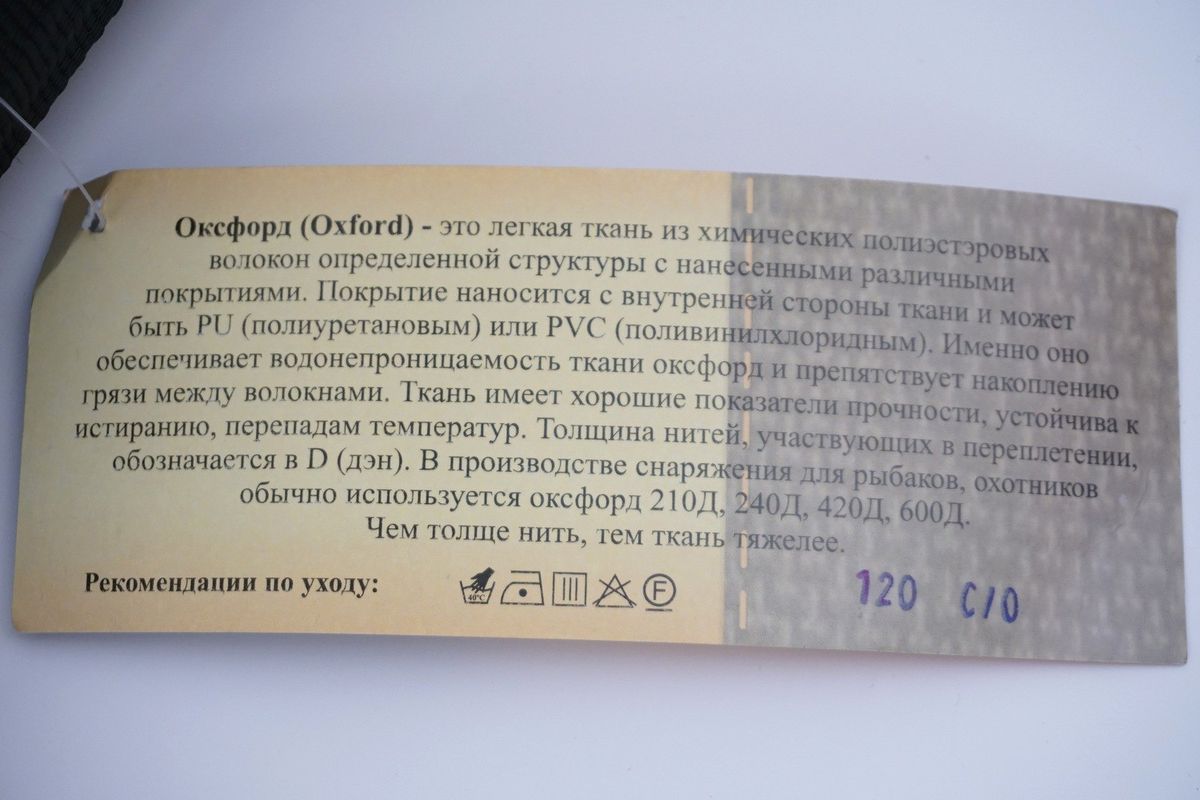 Оксфорд (Oxford) - это легкая ткань из химических полиэстэровых
волокон определенной структуры с нанесенными различными
покрытиями. Покрытие наносится с внутренней стороны ткани и может
быть PU (полиуретановым) или PVC (поливинилхлоридным). Именно оно
обеспечивает водонепроницаемость ткани оксфорд и препятствует накоплению
грязи между волокнами. Ткань имеет хорошие показатели прочности, устойчива к
истиранию, перепадам температур. Толщина нитей, участвующих в переплетении,
обозначается в D (дэн). В производстве снаряжения для рыбаков, охотников
обычно используется оксфорд 210Д, 240Д, 420Д, 600Д.
Чем толще нить, тем ткань тяжелее.
Рекомендации по уходу: 40°C F 120 C/O